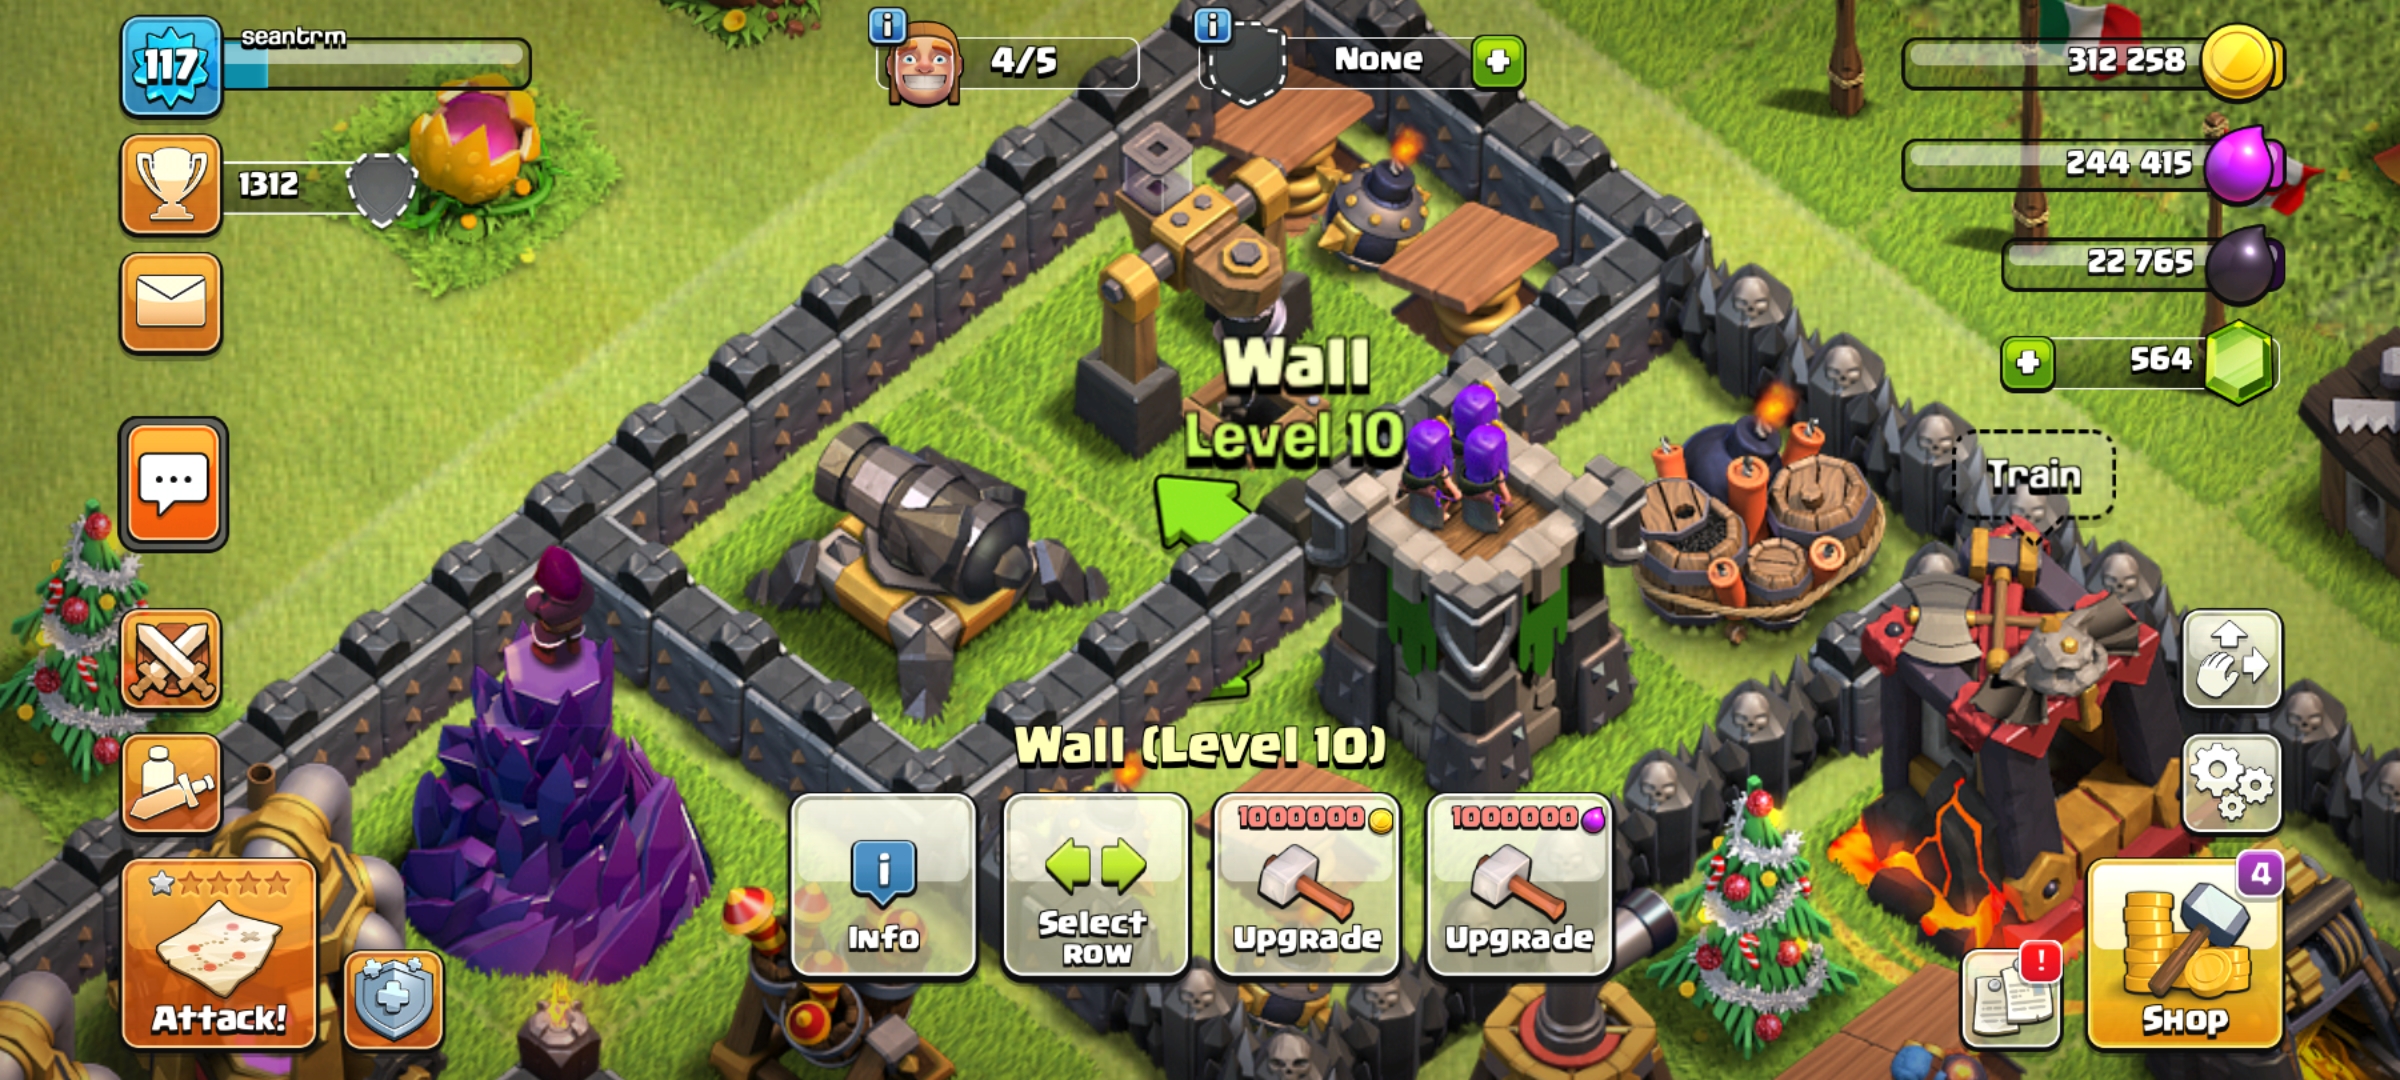 117
seantrm
4/5
None
312 258
1312
244 415
22 765
564
Wall
Level 10
Train
Wall (Level 10)
Info
Select
Row
1000000
Upgrade
1000000
Upgrade
Attack!
!
4
Shop